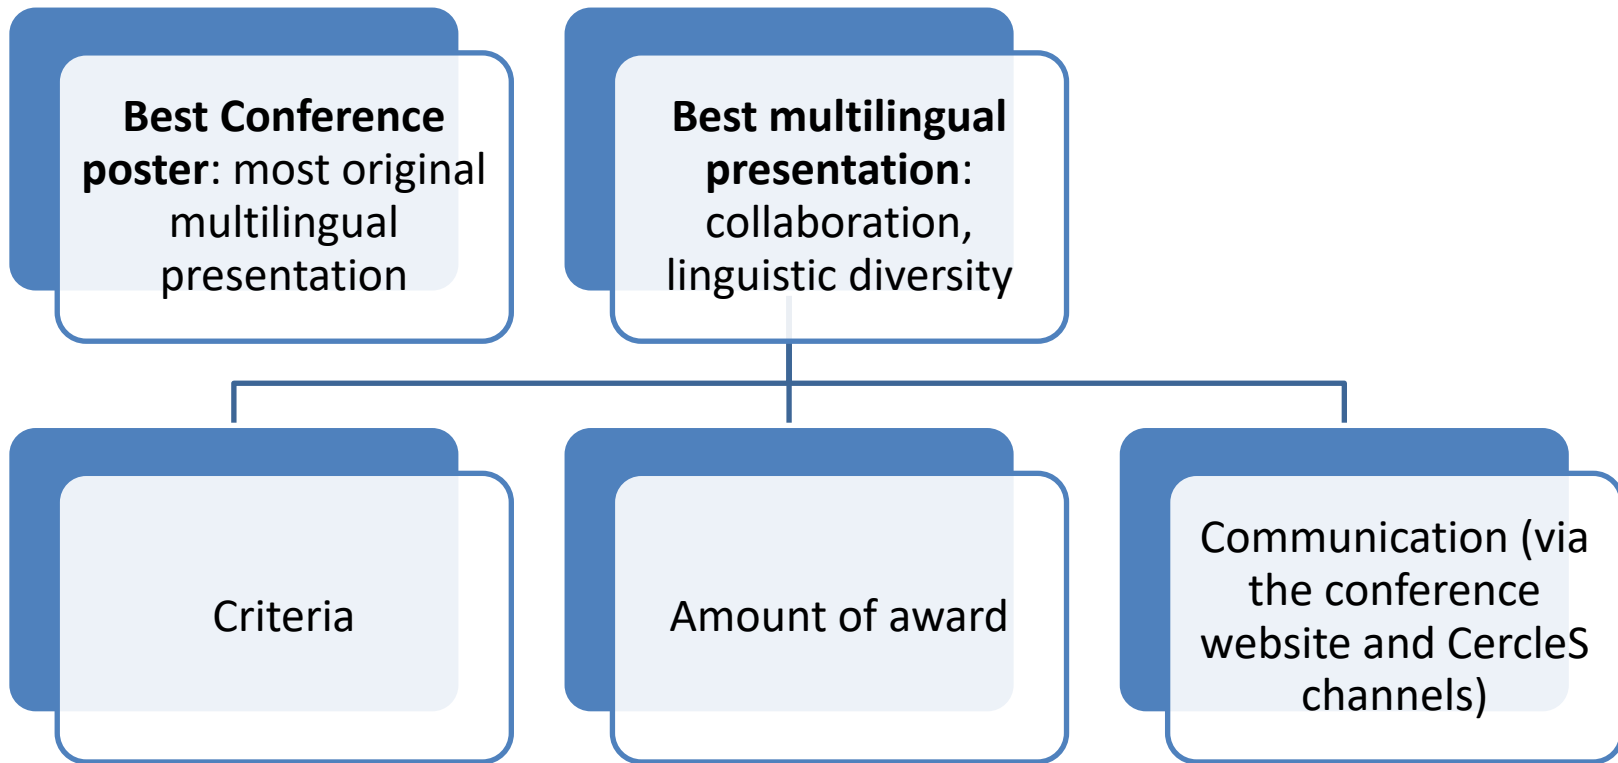 Best Conference
poster: most original
multilingual
presentation
Best multilingual
presentation:
collaboration,
linguistic diversity
Criteria
Amount of award
Communication (via
the conference
website and CercleS
channels)